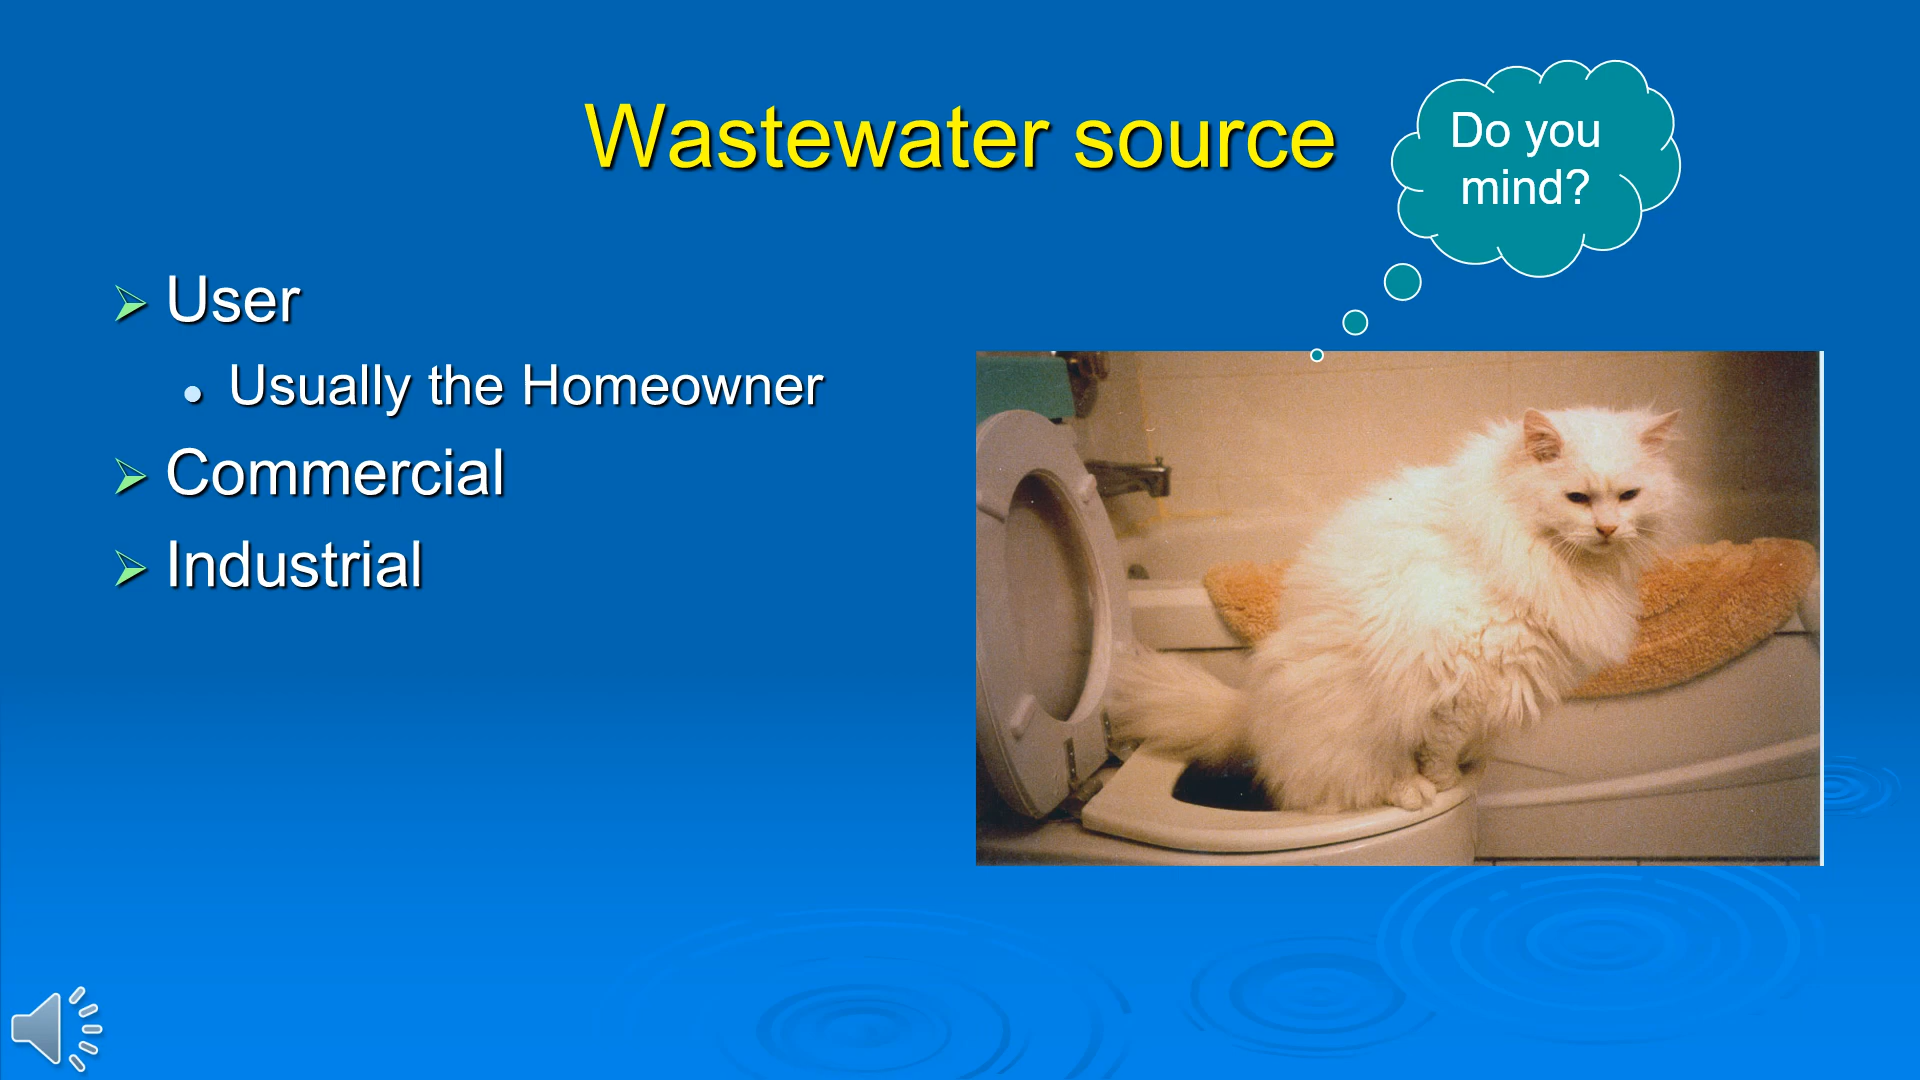 Wastewater source
Do you
mind?
User
Usually the Homeowner
Commercial
Industrial